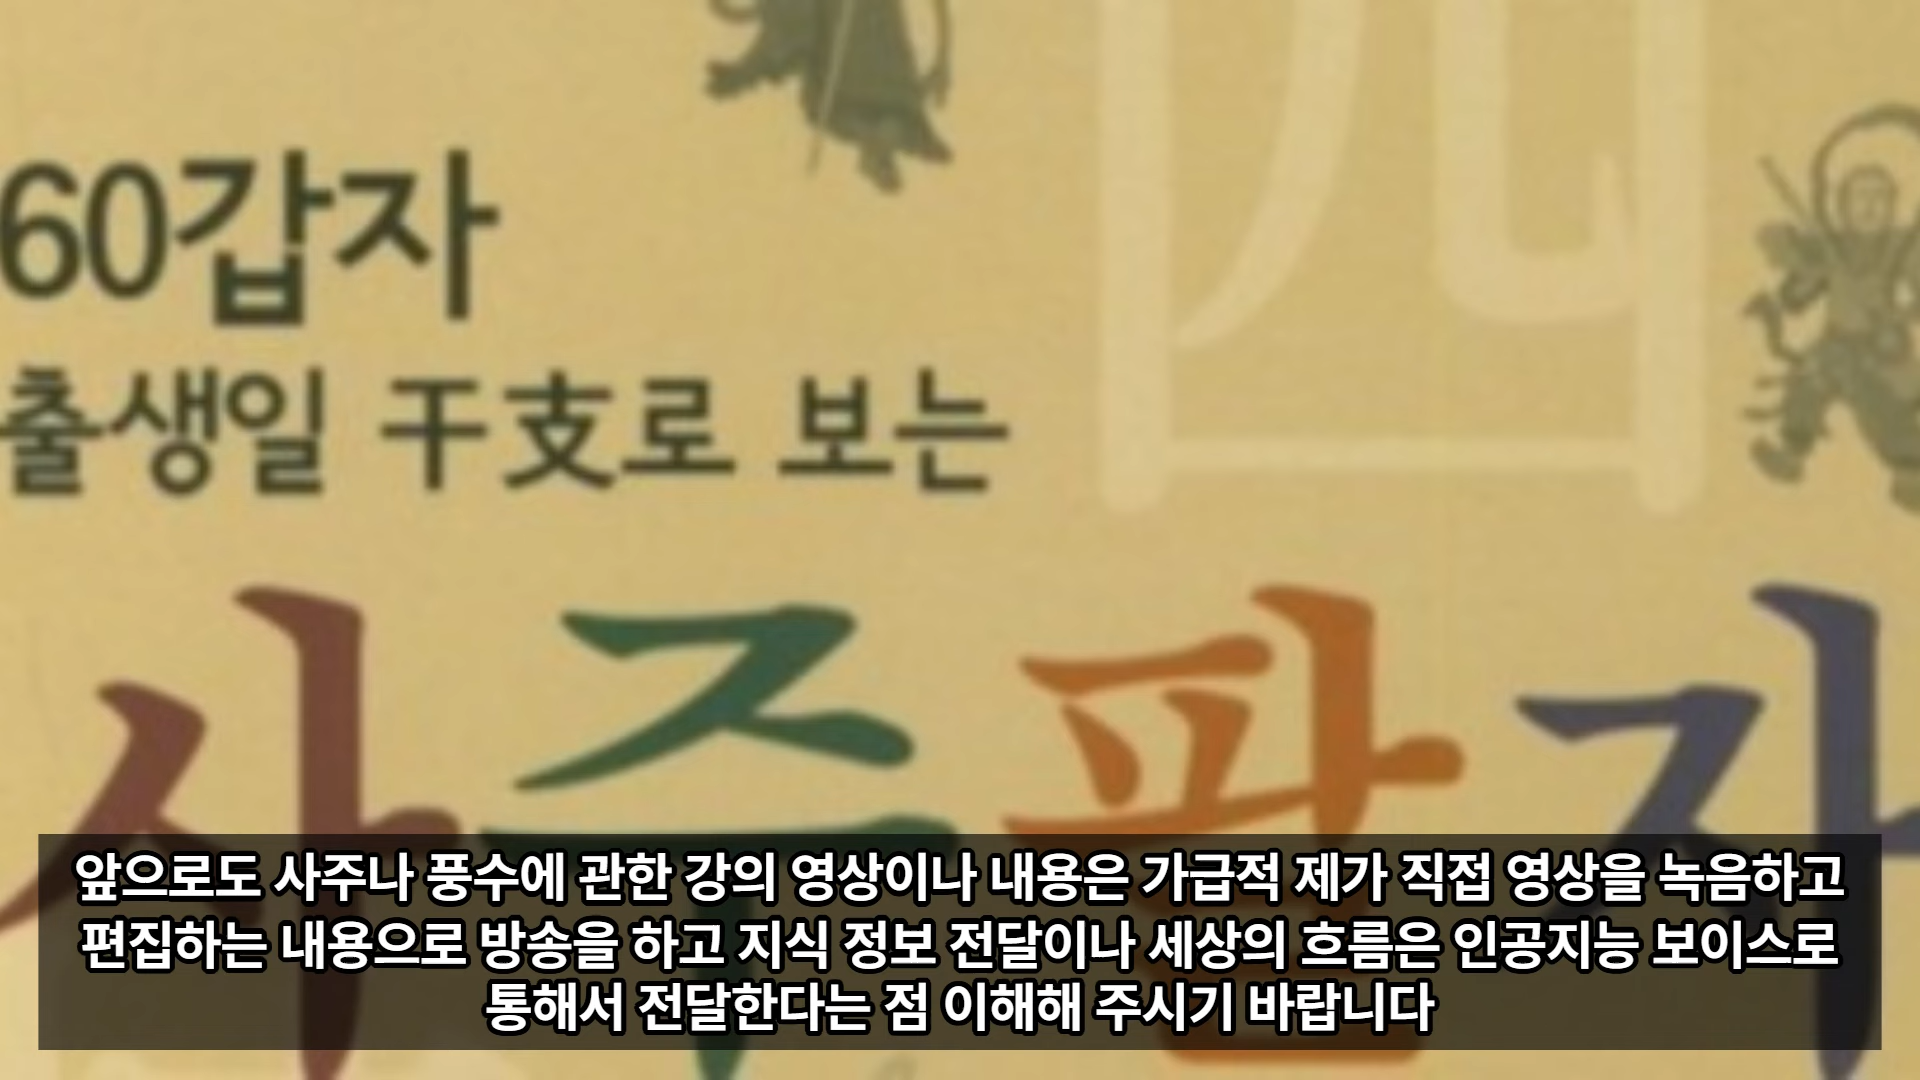 60갑자
출생일 干支로 보는
四
사주팔자
앞으로도 사주나 풍수에 관한 강의 영상이나 내용은 가급적 제가 직접 영상을 녹음하고
편집하는 내용으로 방송을 하고 지식 정보 전달이나 세상의 흐름은 인공지능 보이스로
통해서 전달한다는 점 이해해 주시기 바랍니다